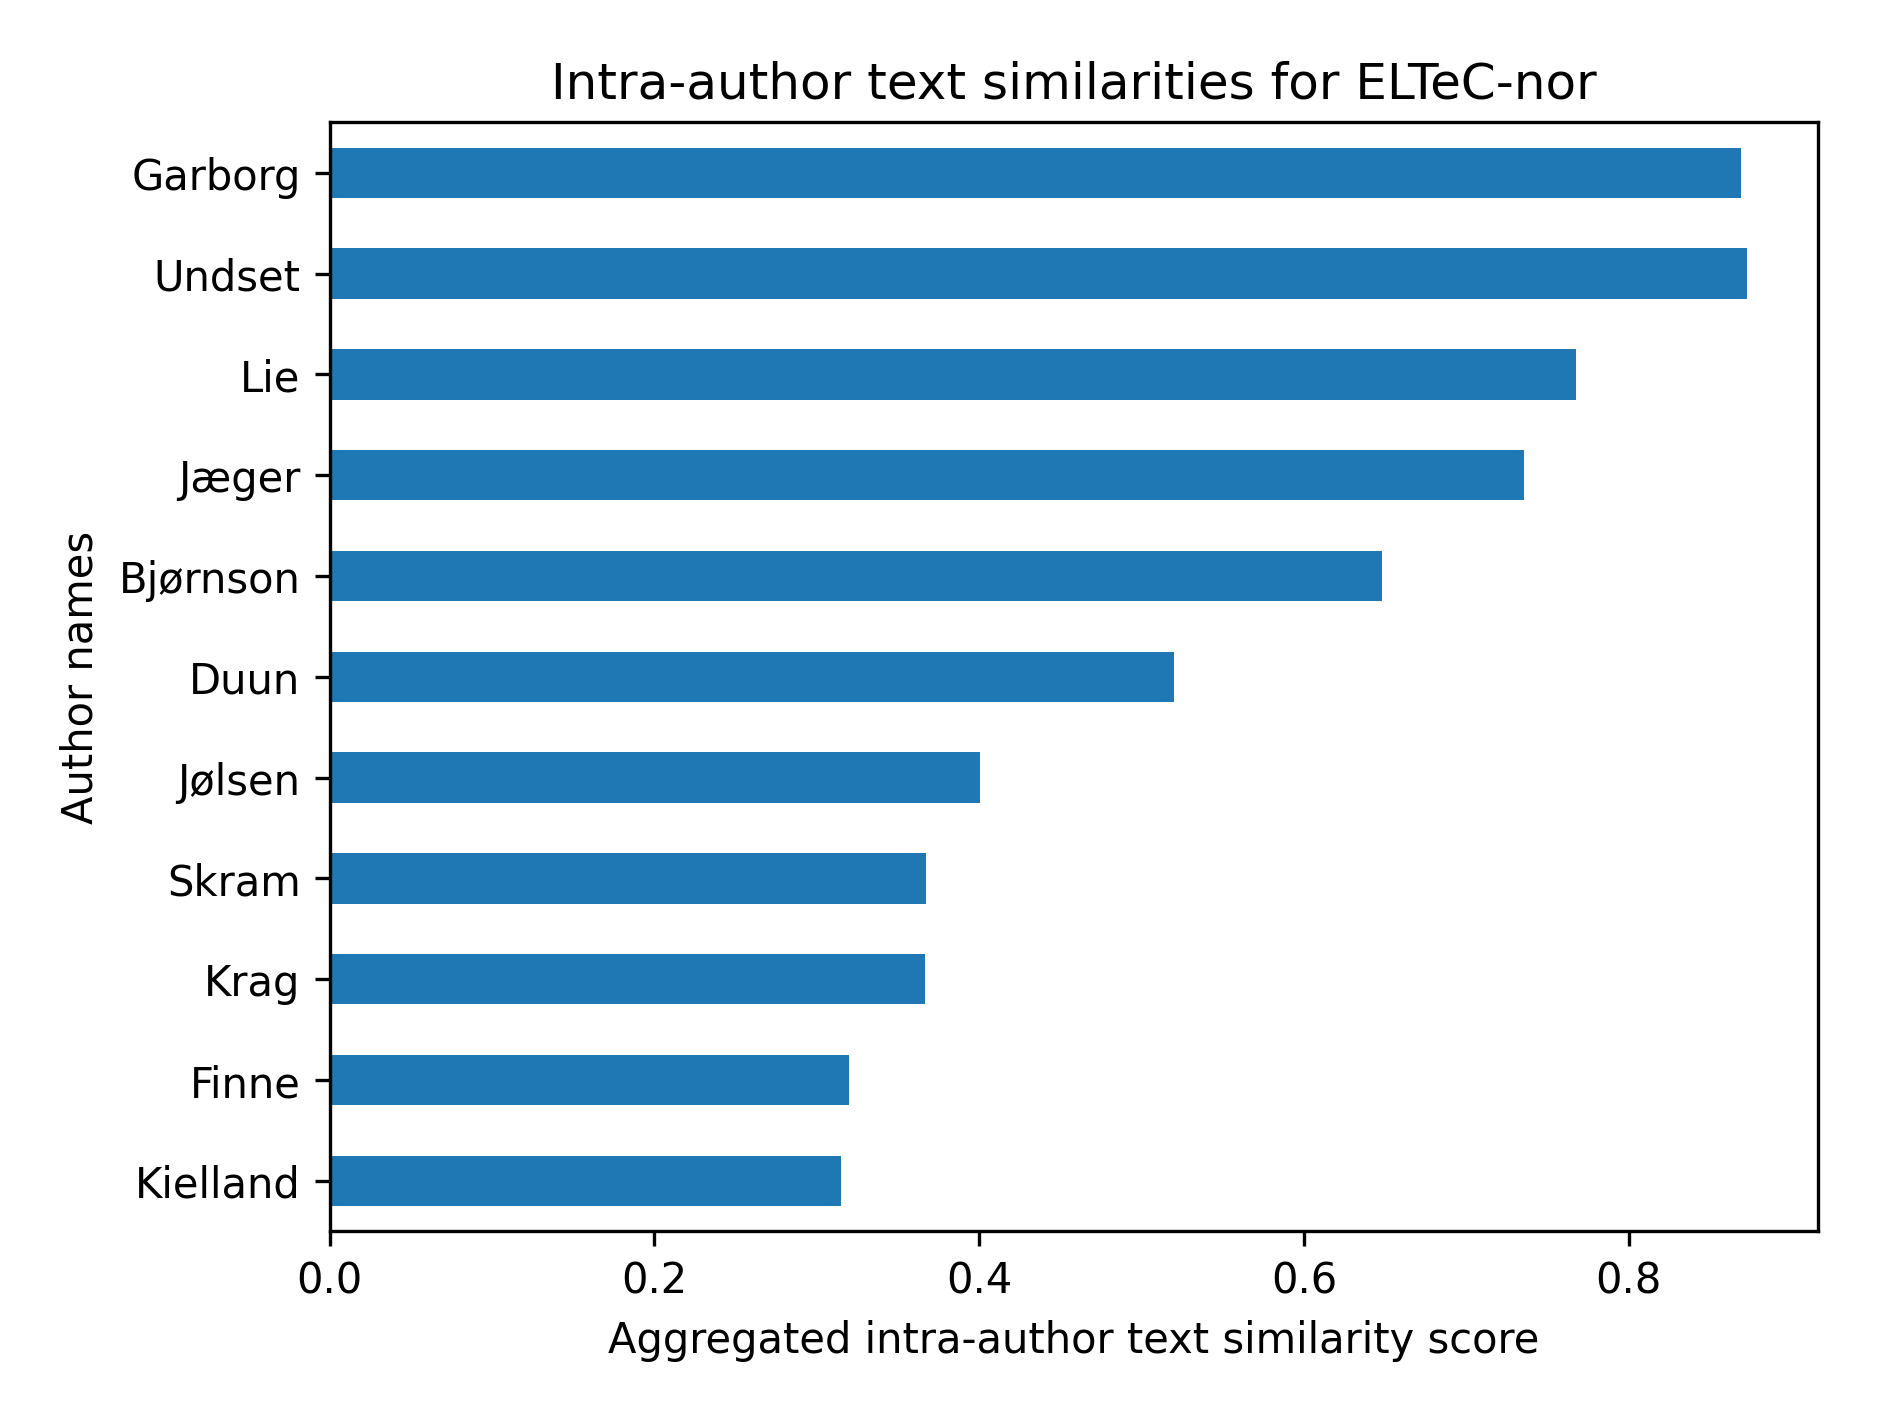 Intra-author text similarities for ELTeC-nor
Garborg
Undset
Lie
Jæger
Bjørnson
Duun
Jølsen
Skram
Krag
Finne
Kielland
Author names
0.0 0.2 0.4 0.6 0.8
Aggregated intra-author text similarity score